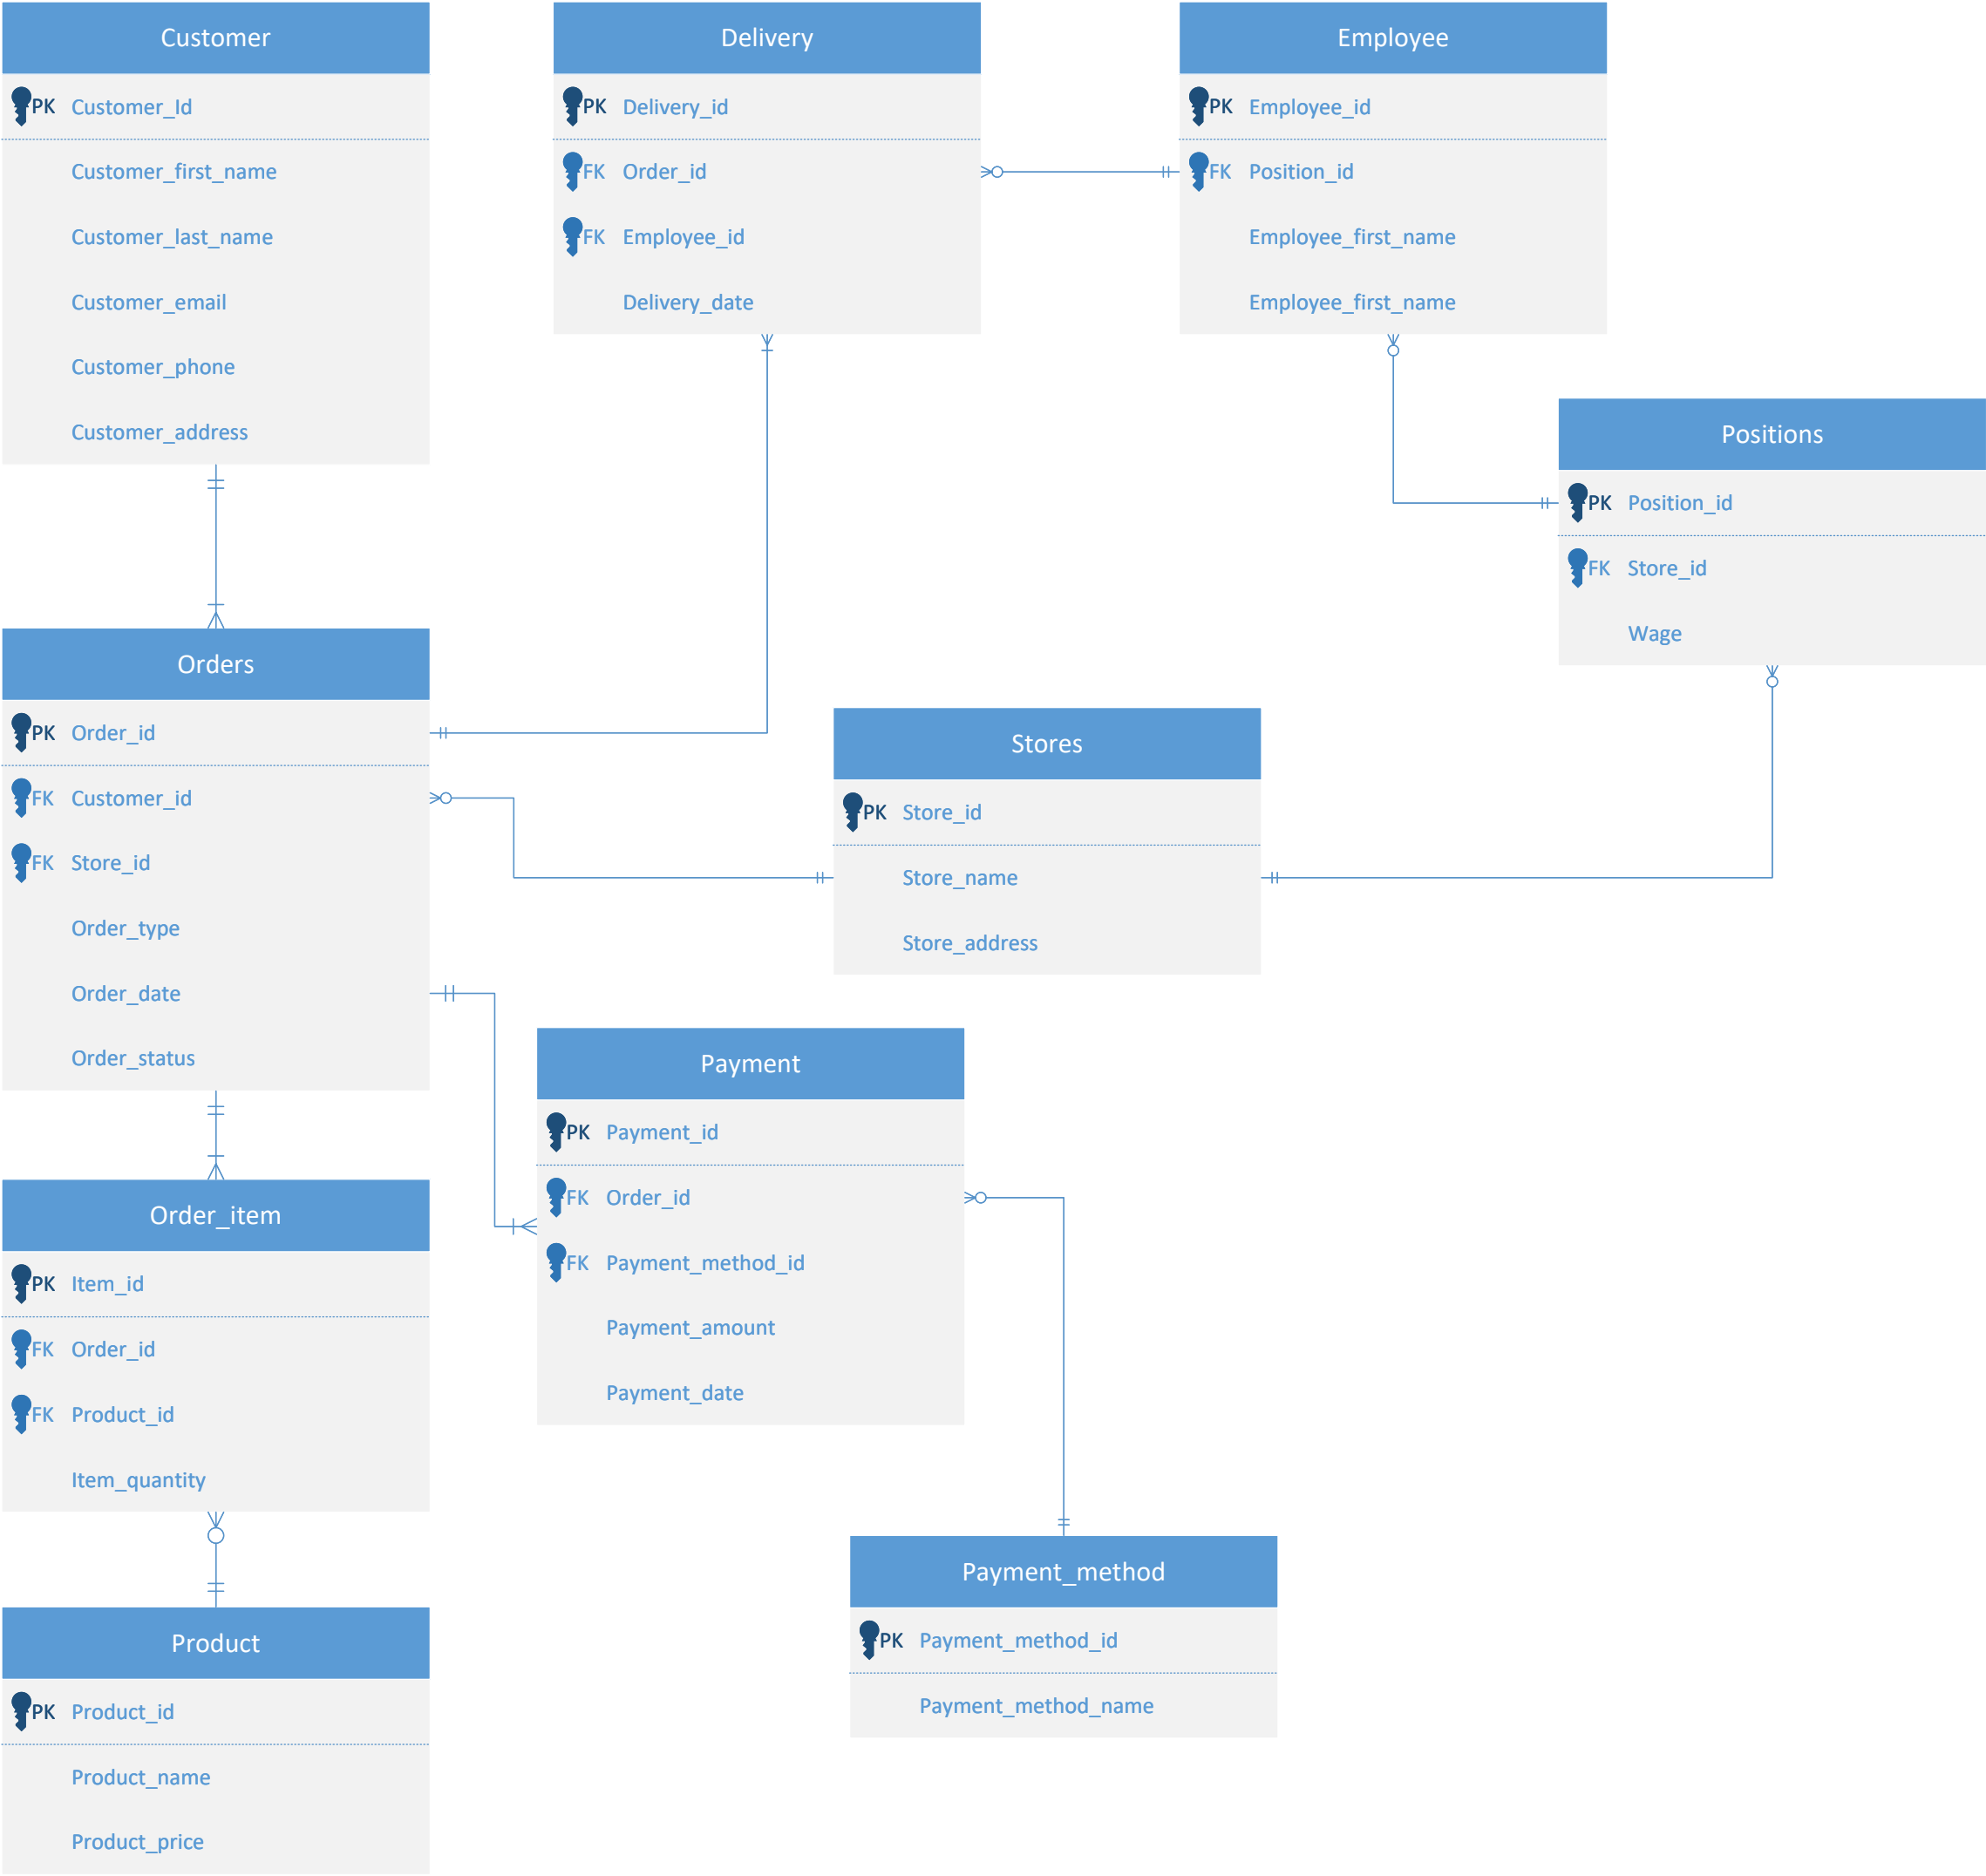 Customer
PK Customer_Id
Customer_first_name
Customer_last_name
Customer_email
Customer_phone
Customer_address
Delivery
PK Delivery_id
FK Order_id
FK Employee_id
Delivery_date
Employee
PK Employee_id
FK Position_id
Employee_first_name
Employee_first_name
Positions
PK Position_id
FK Store_id
Wage
Orders
PK Order_id
FK Customer_id
FK Store_id
Order_type
Order_date
Order_status
Stores
PK Store_id
Store_name
Store_address
Payment
PK Payment_id
FK Order_id
FK Payment_method_id
Payment_amount
Payment_date
Order_item
PK Item_id
FK Order_id
FK Product_id
Item_quantity
Payment_method
PK Payment_method_id
Payment_method_name
Product
PK Product_id
Product_name
Product_price